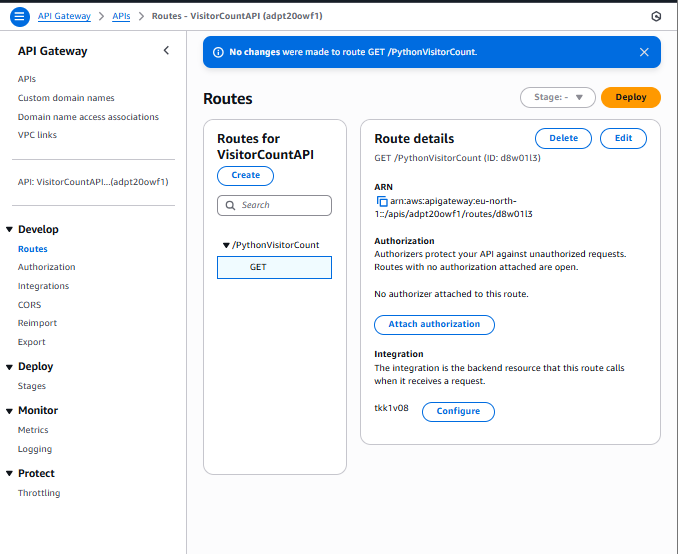 API Gateway > APIs > Routes - VisitorCountAPI (adpt20owf1)
API Gateway
APIs
Custom domain names
Domain name access associations
VPC links
API: VisitorCountAPI...(adpt20owf1)
Develop
Routes
Authorization
Integrations
CORS
Reimport
Export
Deploy
Stages
Monitor
Metrics
Logging
Protect
Throttling
No changes were made to route GET /PythonVisitorCount.
Routes
Stage: -
Deploy
Routes for
VisitorCountAPI
Create
Search
/PythonVisitorCount
GET
Route details
Delete
Edit
GET /PythonVisitorCount (ID: d8w01l3)
ARN
arn:aws:apigateway:eu-north-
1::/apis/adpt20owf1/routes/d8w01l3
Authorization
Authorizers protect your API against unauthorized requests.
Routes with no authorization attached are open.
No authorizer attached to this route.
Attach authorization
Integration
The integration is the backend resource that this route calls
when it receives a request.
tkk1v08
Configure